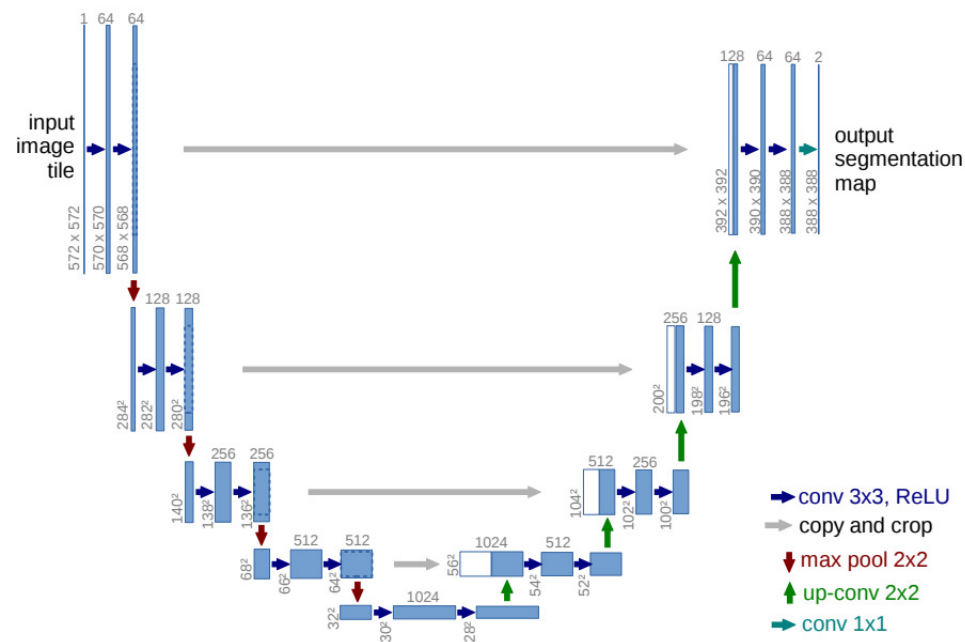 1 64 64
input
image
tile
572 x 572
570 x 570
568 x 568
128 64 64 2
output
segmentation
map
392 x 392
390 x 390
388 x 388
388 x 388
128 128
284²
282²
280²
256 128
200²
198²
196²
256 256
140²
138²
136²
512 256
104²
102²
100²
512 512
68²
66²
64²
1024 512
56²
54²
52²
1024
32²
30²
28²
conv 3x3, ReLU
copy and crop
max pool 2x2
up-conv 2x2
conv 1x1